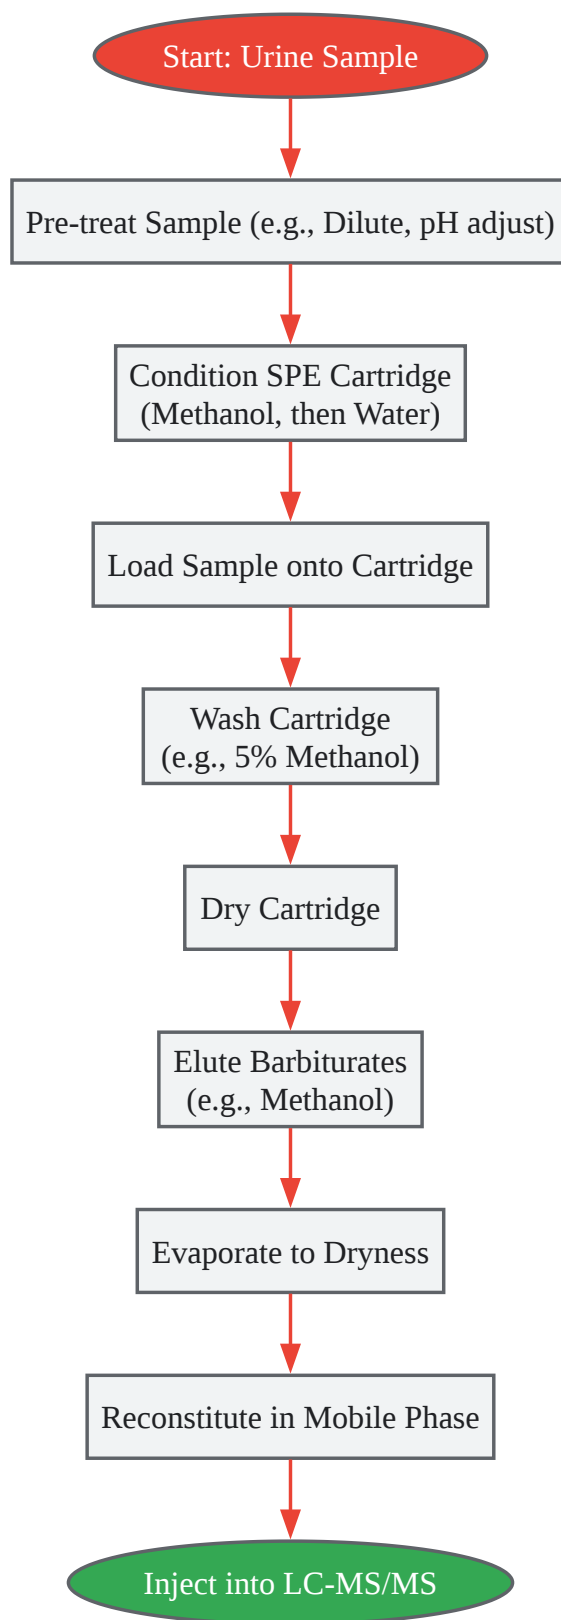 Start: Urine Sample
Pre-treat Sample (e.g., Dilute, pH adjust)
Condition SPE Cartridge
(Methanol, then Water)
Load Sample onto Cartridge
Wash Cartridge
(e.g., 5% Methanol)
Dry Cartridge
Elute Barbiturates
(e.g., Methanol)
Evaporate to Dryness
Reconstitute in Mobile Phase
Inject into LC-MS/MS